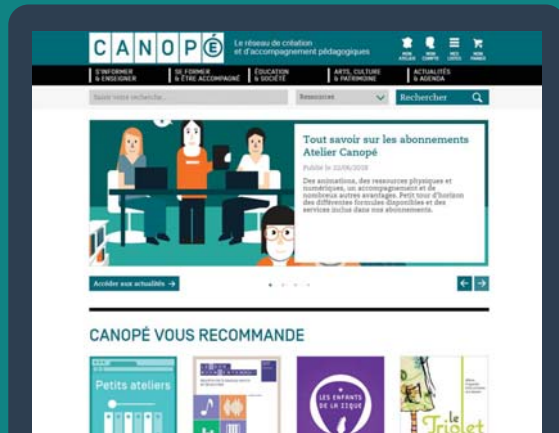 CANOPÉ
Le réseau de création
et d'accompagnement pédagogiques
MON
ATELIER
MON
COMPTE
MES
LISTES
MON
PANIER
S'INFORMER
& ENSEIGNER
SE FORMER
& ÊTRE ACCOMPAGNÉ
ÉDUCATION
& SOCIÉTÉ
ARTS, CULTURE
& PATRIMOINE
ACTUALITÉS
& AGENDA
Saisir votre recherche...
Ressources
Rechercher
Tout savoir sur les abonnements
Atelier Canopé
Publié le 22/06/2018
Des animations, des ressources physiques et
numériques, un accompagnement et de
nombreux autres avantages. Petit tour d'horizon
des différentes formules disponibles et des
services inclus dans nos abonnements.
Accéder aux actualités →
CANOPÉ VOUS RECOMMANDE
Petits ateliers
LES ENFANTS
DE LA ZIQUE
le
Triolet